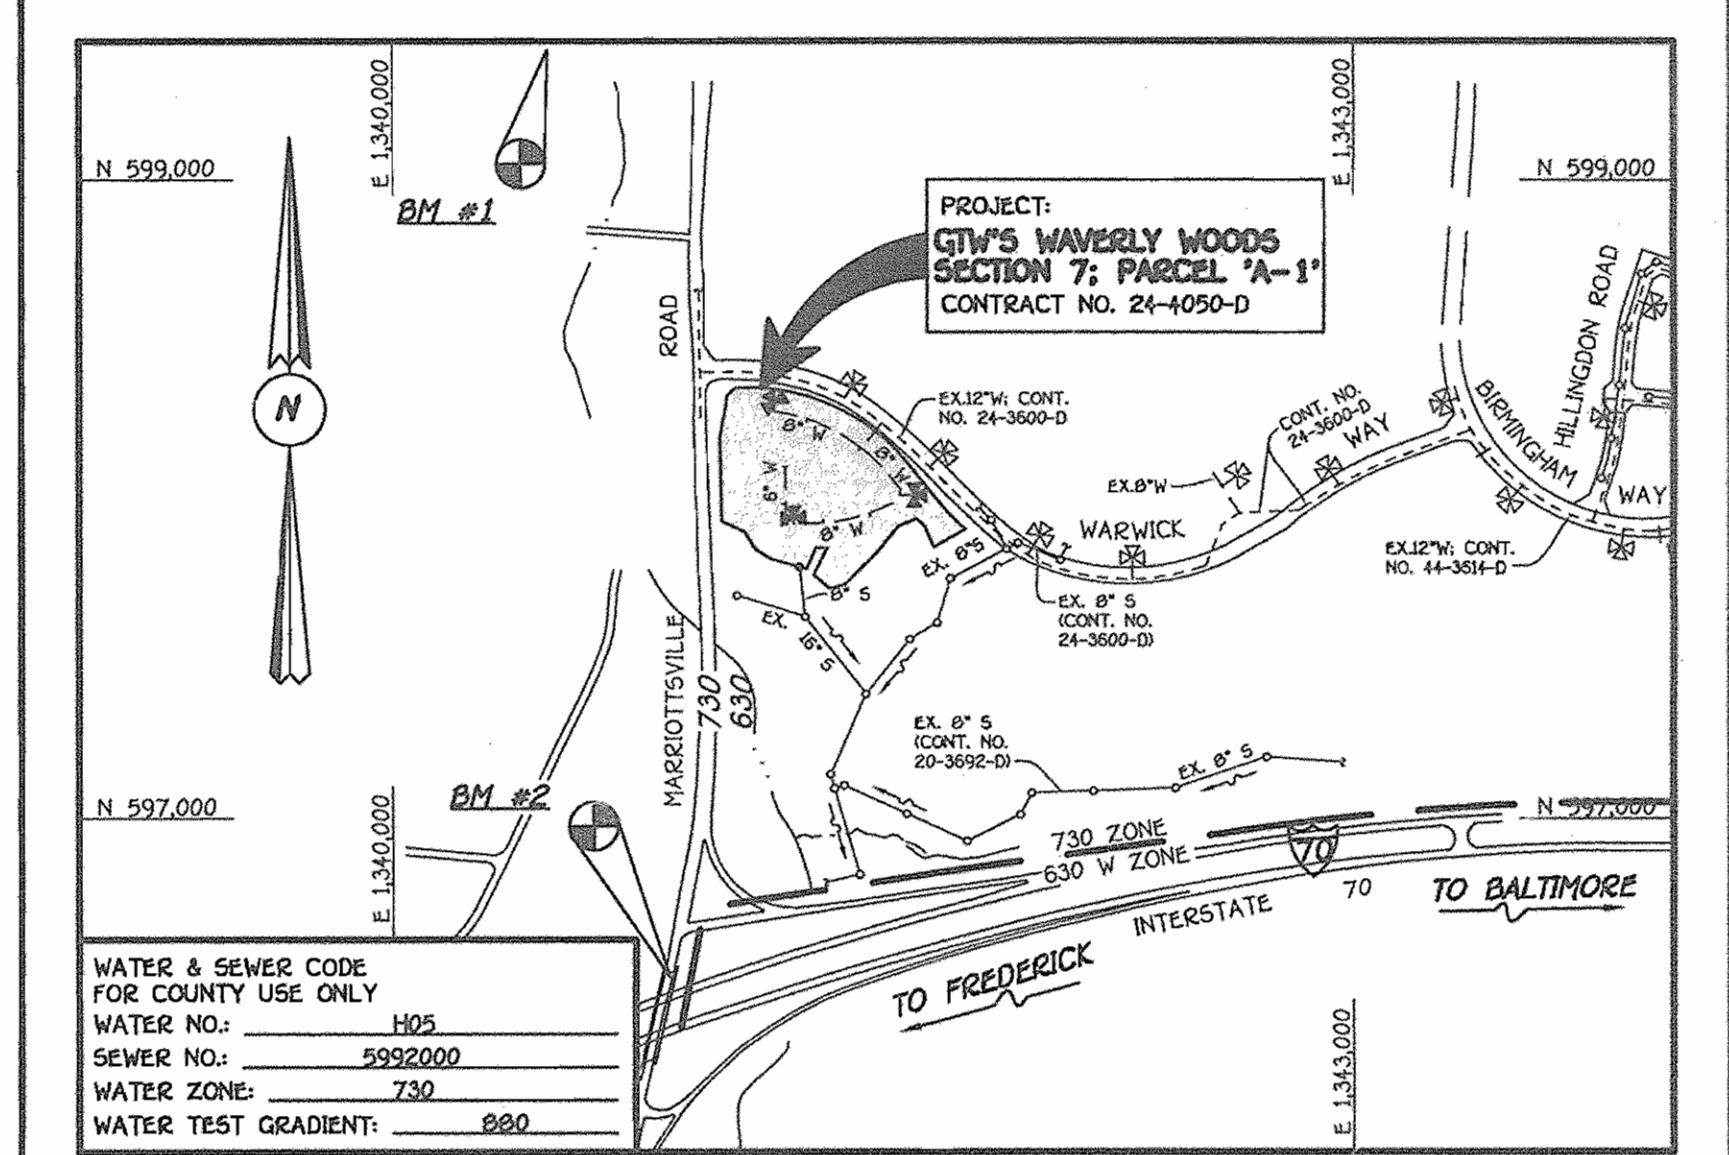 E 1,340,000
E 1,343,000
N 599,000
N 599,000
BM #1
PROJECT:
GTW'S WAVERLY WOODS
SECTION 7; PARCEL 'A-1'
CONTRACT NO. 24-4050-D
ROAD
HILLINGDON ROAD
EX.12"W; CONT.
NO. 24-3600-D
CONT. NO.
24-3600-D
WAY
BIRMINGHAM
WAY
8" W
8" W
6" W
8" W
EX.8"W
WARWICK
EX.12"W; CONT.
NO. 44-3514-D
EX. 8"S
8" S
EX. 16" S
EX. 8" S
(CONT. NO.
24-3600-D)
N
MARRIOTTSVILLE
730
630
EX. 8" S
(CONT. NO.
20-3692-D)
EX. 8" S
BM #2
N 597,000
N 597,000
E 1,340,000
730 ZONE
630 W ZONE
70
70
INTERSTATE
TO BALTIMORE
TO FREDERICK
E 1,343,000
WATER & SEWER CODE
FOR COUNTY USE ONLY
WATER NO.: H05
SEWER NO.: 5992000
WATER ZONE: 730
WATER TEST GRADIENT: 880